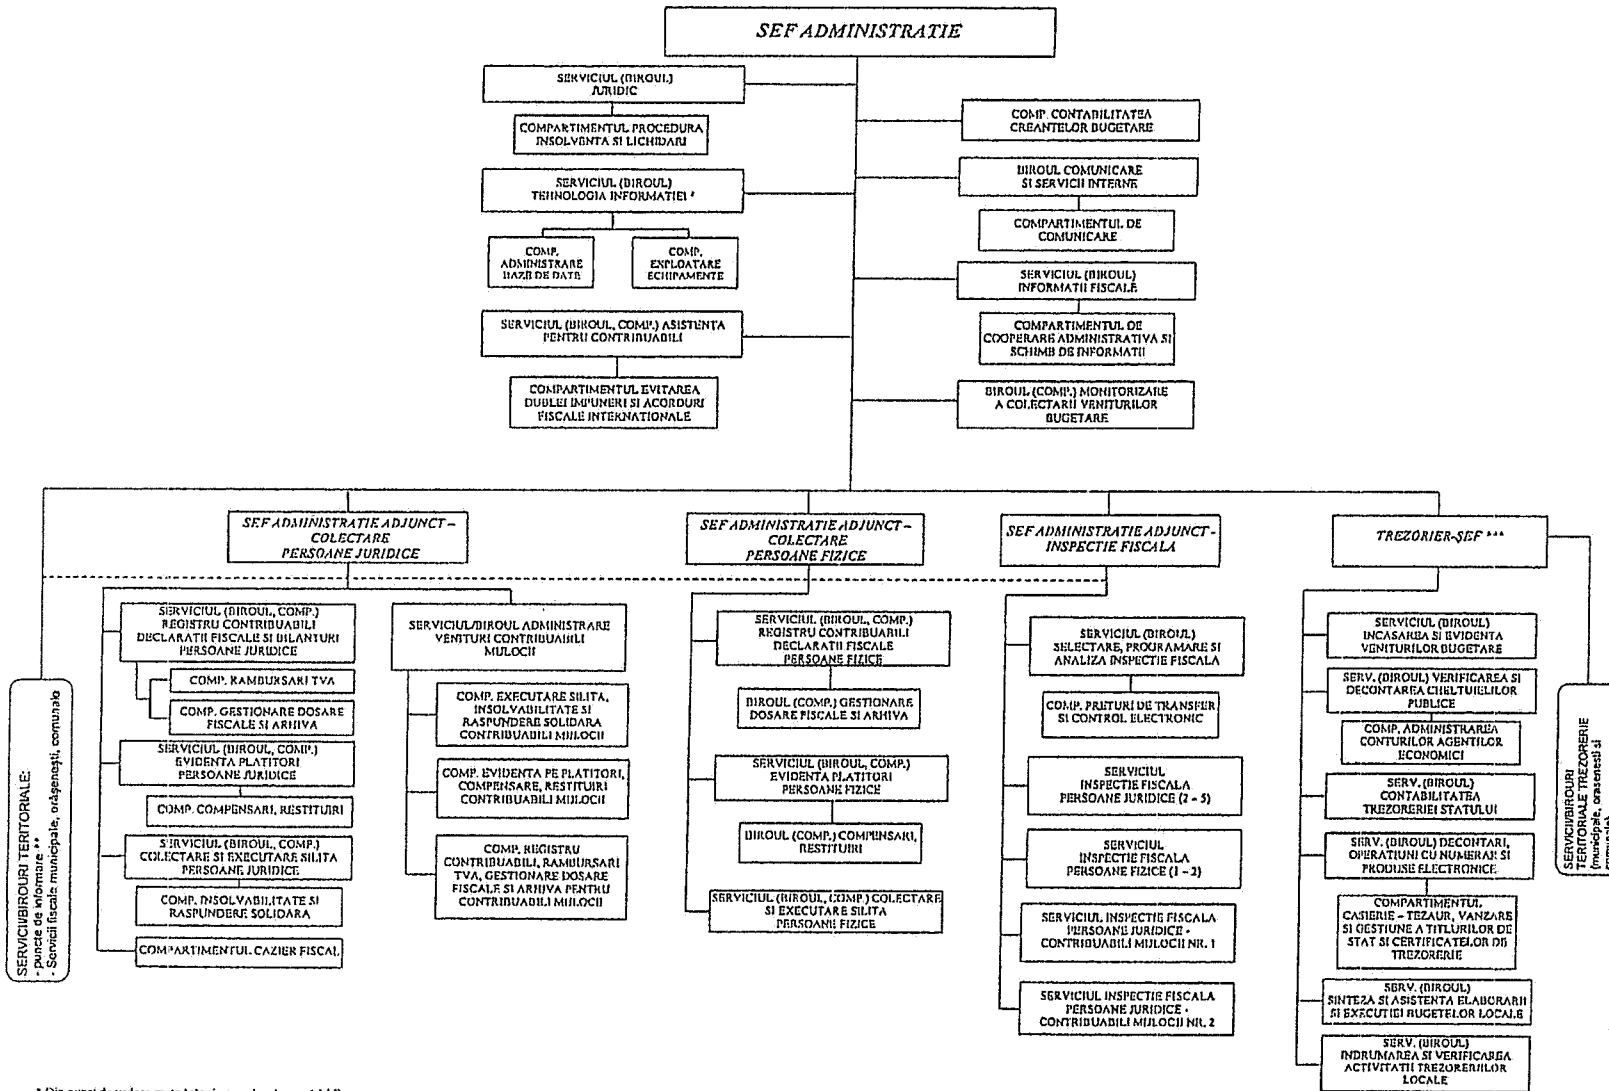 SEF ADMINISTRATIE
SERVICIUL (BIROUL)
JURIDIC
COMPARTIMENTUL PROCEDURA
INSOLVENTA SI LICHIDARI
SERVICIUL (BIROUL)
TEHNOLOGIA INFORMATIEI *
COMP.
ADMINISTRARE
BAZE DE DATE
COMP.
EXPLOATARE
ECHIPAMENTE
SERVICIUL (BIROUL, COMP.) ASISTENTA
PENTRU CONTRIBUABILI
COMPARTIMENTUL EVITAREA
DUBLEI IMPUNERI SI ACORDURI
FISCALE INTERNATIONALE
COMP. CONTABILITATEA
CREANTELOR BUGETARE
BIROUL COMUNICARE
SI SERVICII INTERNE
COMPARTIMENTUL DE
COMUNICARE
SERVICIUL (BIROUL)
INFORMATII FISCALE
COMPARTIMENTUL DE
COOPERARE ADMINISTRATIVA SI
SCHIMB DE INFORMATII
BIROUL (COMP.) MONITORIZARE
A COLECTARII VENITURILOR
BUGETARE
SEF ADMINISTRATIE ADJUNCT –
COLECTARE
PERSOANE JURIDICE
SERVICIUL (BIROUL, COMP.)
REGISTRU CONTRIBUABILI
DECLARATII FISCALE SI BILANTURI
PERSOANE JURIDICE
COMP. RAMBURSARI TVA
COMP. GESTIONARE DOSARE
FISCALE SI ARHIVA
SERVICIUL (BIROUL, COMP.)
EVIDENTA PLATITORI
PERSOANE JURIDICE
COMP. COMPENSARI, RESTITUIRI
SERVICIUL (BIROUL, COMP.)
COLECTARE SI EXECUTARE SILITA
PERSOANE JURIDICE
COMP. INSOLVABILITATE SI
RASPUNDERE SOLIDARA
COMPARTIMENTUL CAZIER FISCAL
SERVICIUL/BIROUL ADMINISTRARE
VENITURI CONTRIBUABILI
MIJLOCII
COMP. EXECUTARE SILITA,
INSOLVABILITATE SI
RASPUNDERE SOLIDARA
CONTRIBUABILI MIJLOCII
COMP. EVIDENTA PE PLATITORI,
COMPENSARE, RESTITUIRI
CONTRIBUABILI MIJLOCII
COMP. REGISTRU
CONTRIBUABILI, RAMBURSARI
TVA, GESTIONARE DOSARE
FISCALE SI ARHIVA PENTRU
CONTRIBUABILI MIJLOCII
SEF ADMINISTRATIE ADJUNCT –
COLECTARE
PERSOANE FIZICE
SERVICIUL (BIROUL, COMP.)
REGISTRU CONTRIBUABILI
DECLARATII FISCALE
PERSOANE FIZICE
BIROUL (COMP.) GESTIONARE
DOSARE FISCALE SI ARHIVA
SERVICIUL (BIROUL, COMP.)
EVIDENTA PLATITORI
PERSOANE FIZICE
BIROUL (COMP.) COMPENSARI,
RESTITUIRI
SERVICIUL (BIROUL, COMP.) COLECTARE
SI EXECUTARE SILITA
PERSOANE FIZICE
SEF ADMINISTRATIE ADJUNCT -
INSPECTIE FISCALA
SERVICIUL (BIROUL)
SELECTARE, PROGRAMARE SI
ANALIZA INSPECTIE FISCALA
COMP. PRETURI DE TRANSFER
SI CONTROL ELECTRONIC
SERVICIUL
INSPECTIE FISCALA
PERSOANE JURIDICE (2 – 5)
SERVICIUL
INSPECTIE FISCALA
PERSOANE FIZICE
SERVICIUL INSPECTIE FISCALA
PERSOANE JURIDICE -
CONTRIBUABILI MIJLOCII NR. 1
SERVICIUL INSPECTIE FISCALA
PERSOANE JURIDICE -
CONTRIBUABILI MIJLOCII NR. 2
TREZORIER-SEF ***
SERVICIUL (BIROUL)
INCASAREA SI EVIDENTA
VENITURILOR BUGETARE
SERV. (BIROUL) VERIFICAREA SI
DECONTAREA CHELTUIELILOR
PUBLICE
COMP. ADMINISTRAREA
CONTURILOR AGENTILOR
ECONOMICI
SERV. (BIROUL)
CONTABILITATEA
TREZORERIEI STATULUI
SERV. (BIROUL) DECONTARI,
OPERATIUNI CU NUMERAR SI
PRODUSE ELECTRONICE
COMPARTIMENTUL
CASIERIE – TEZAUR, VANZARE
SI GESTIUNE A TITLURILOR DE
STAT SI CERTIFICATELOR DE
TREZORERIE
SERV. (BIROUL)
SINTEZA SI ASISTENTA ELABORARII
SI EXECUTIEI BUGETELOR LOCALE
SERV. (BIROUL)
INDRUMAREA SI VERIFICAREA
ACTIVITATII TREZORERIILOR
LOCALE
SERVICII/BIROURI TERITORIALE:
- puncte de informare **
- Servicii fiscale municipale, orășenești, comunale
SERVICII/BIROURI
TERITORIALE TREZORERIE
(municipale, orasenesti si